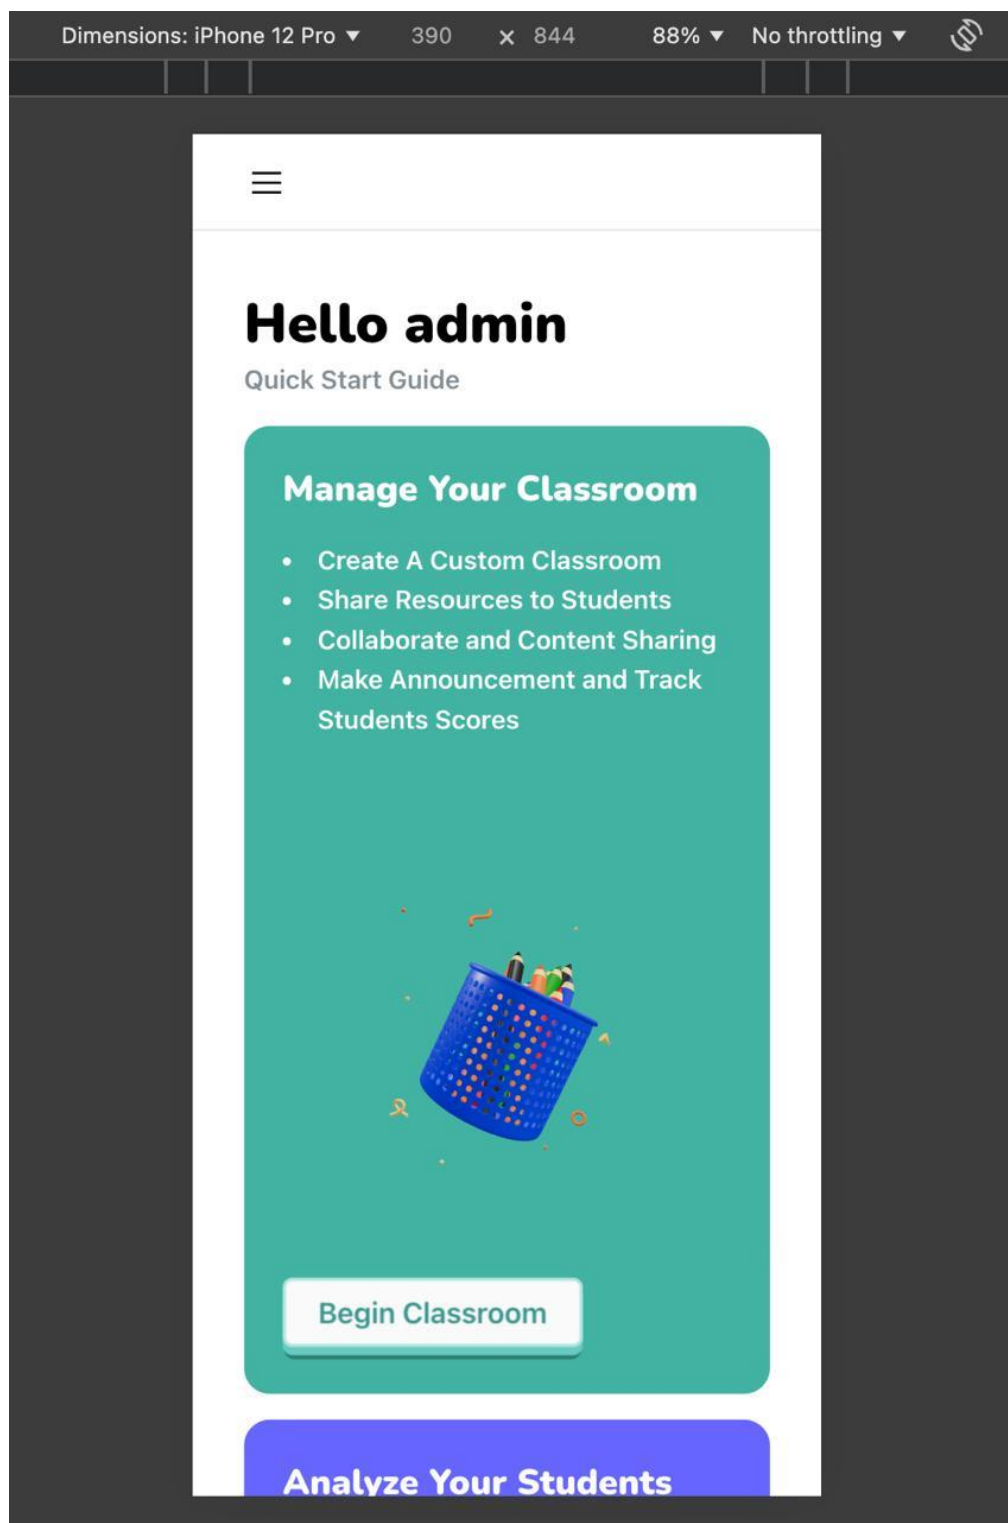 Dimensions: iPhone 12 Pro ▼ 390 × 844 88% ▼ No throttling ▼
Hello admin
Quick Start Guide
Manage Your Classroom
• Create A Custom Classroom
• Share Resources to Students
• Collaborate and Content Sharing
• Make Announcement and Track
Students Scores
Begin Classroom
Analyze Your Students